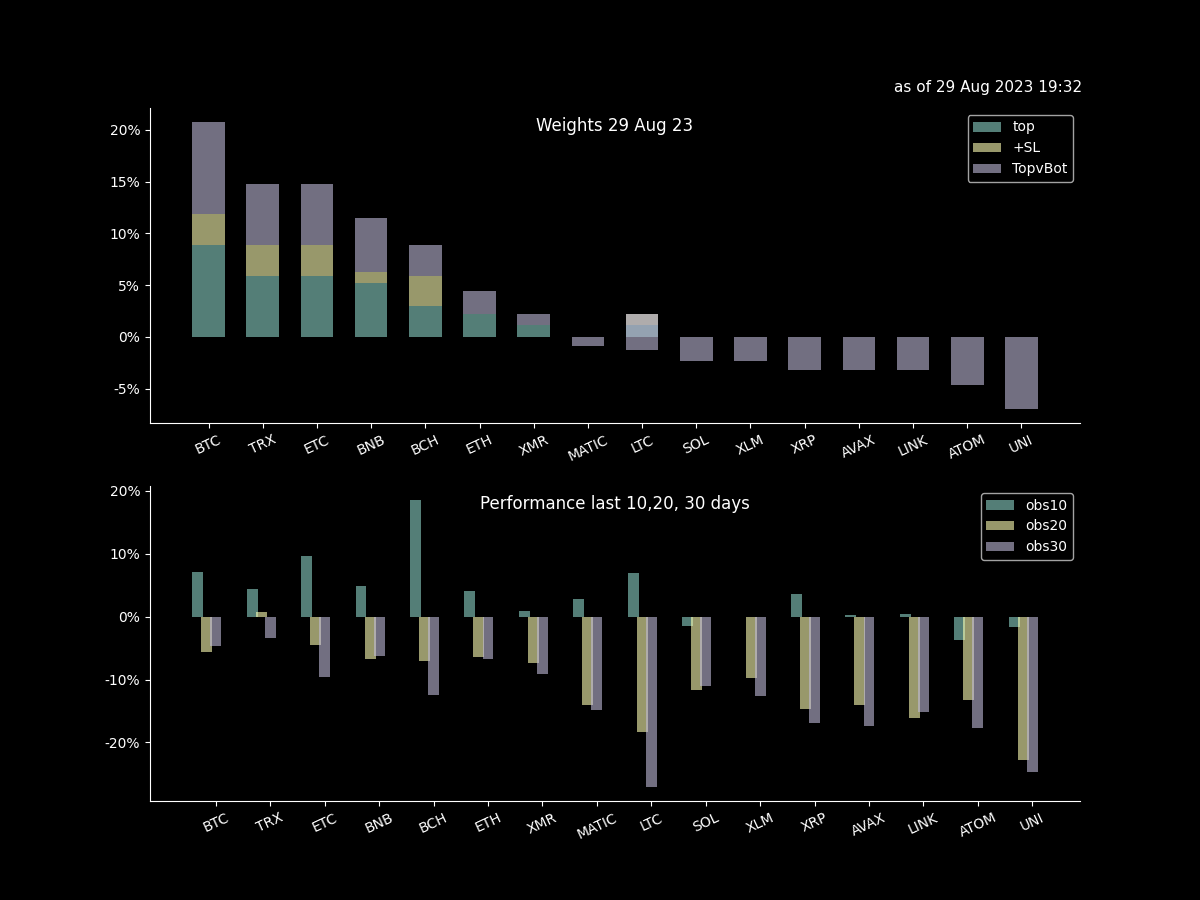 as of 29 Aug 2023 19:32
Weights 29 Aug 23
top
+SL
TopvBot
20%
15%
10%
5%
0%
-5%
BTC TRX ETC BNB BCH ETH XMR MATIC LTC SOL XLM XRP AVAX LINK ATOM UNI
Performance last 10,20, 30 days
obs10
obs20
obs30
20%
10%
0%
-10%
-20%
BTC TRX ETC BNB BCH ETH XMR MATIC LTC SOL XLM XRP AVAX LINK ATOM UNI